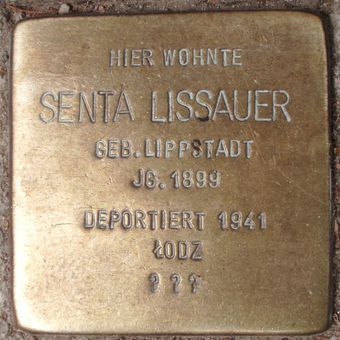 HIER WOHNTE
SENTA LISSAUER
GEB. LIPPSTADT
JG. 1899
DEPORTIERT 1941
ŁODZ
? ? ?